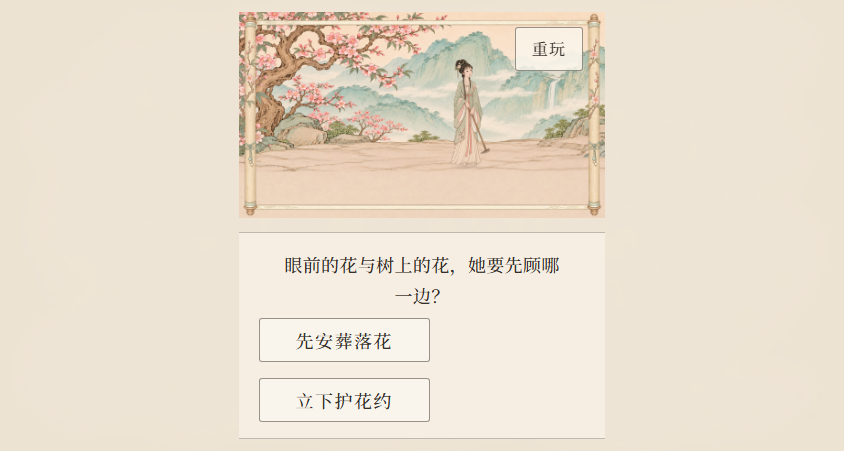 重玩
眼前的花与树上的花，她要先顾哪
一边？
先安葬落花
立下护花约